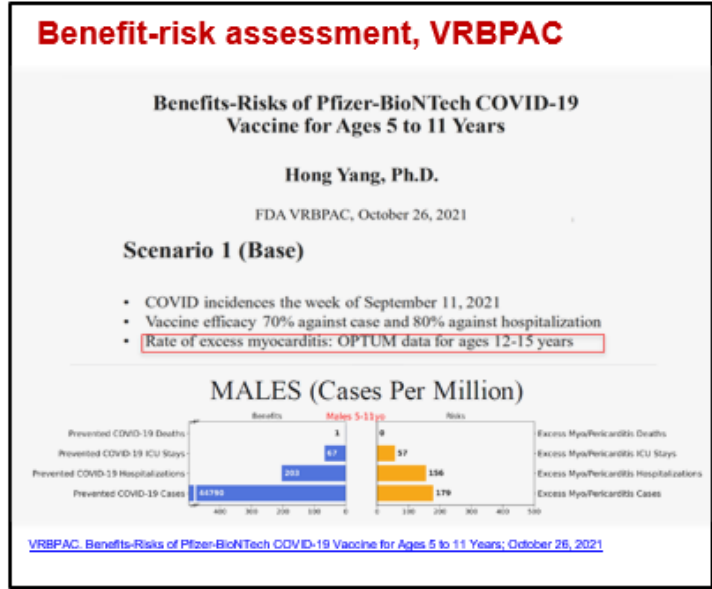 Benefit-risk assessment, VRBPAC
Benefits-Risks of Pfizer-BioNTech COVID-19
Vaccine for Ages 5 to 11 Years
Hong Yang, Ph.D.
FDA VRBPAC, October 26, 2021
Scenario 1 (Base)
• COVID incidences the week of September 11, 2021
• Vaccine efficacy 70% against case and 80% against hospitalization
• Rate of excess myocarditis: OPTUM data for ages 12-15 years
MALES (Cases Per Million)
Benefits Males 5-11yo Risks
Prevented COVID-19 Deaths 1 0 Excess Myo/Pericarditis Deaths
Prevented COVID-19 ICU Stays 67 57 Excess Myo/Pericarditis ICU Stays
Prevented COVID-19 Hospitalizations 203 156 Excess Myo/Pericarditis Hospitalizations
Prevented COVID-19 Cases 44790 179 Excess Myo/Pericarditis Cases
400 300 200 100 0 0 100 200 300 400 500
VRBPAC. Benefits-Risks of Pfizer-BioNTech COVID-19 Vaccine for Ages 5 to 11 Years; October 26, 2021